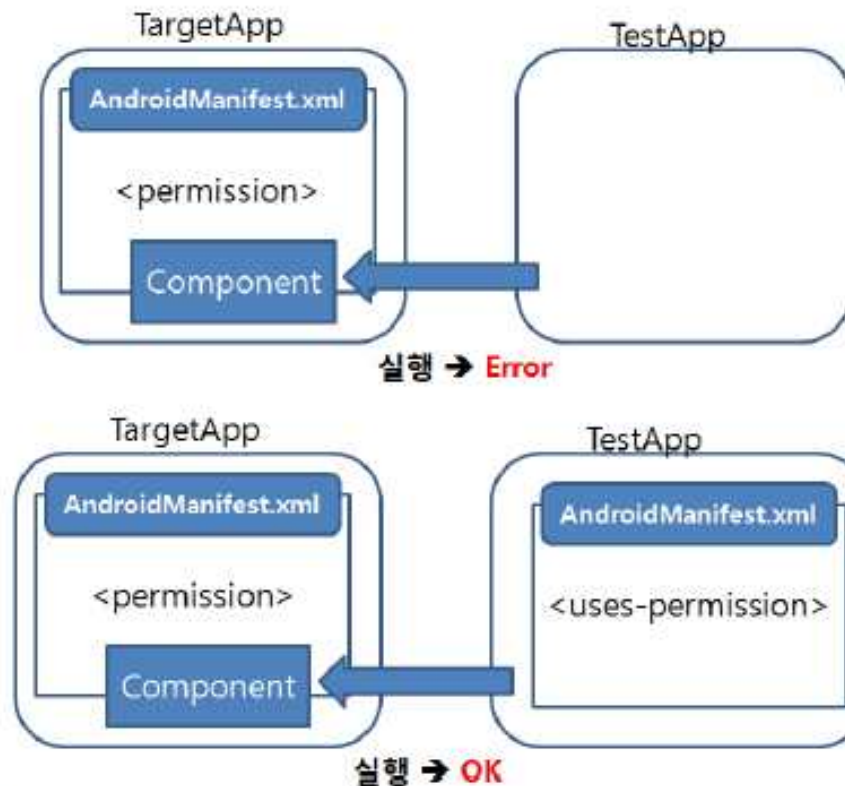 TargetApp
TestApp
AndroidManifest.xml
<permission>
Component
실행 ➔ Error
TargetApp
TestApp
AndroidManifest.xml
AndroidManifest.xml
<permission>
<uses-permission>
Component
실행 ➔ OK